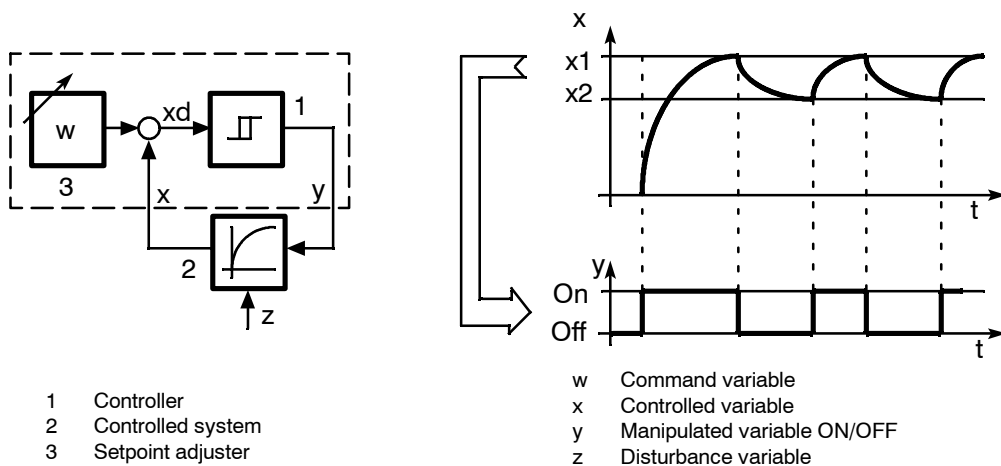 w
xd
1
3
x
y
2
z
1 Controller
2 Controlled system
3 Setpoint adjuster
x
x1
x2
t
y
On
Off
t
w Command variable
x Controlled variable
y Manipulated variable ON/OFF
z Disturbance variable